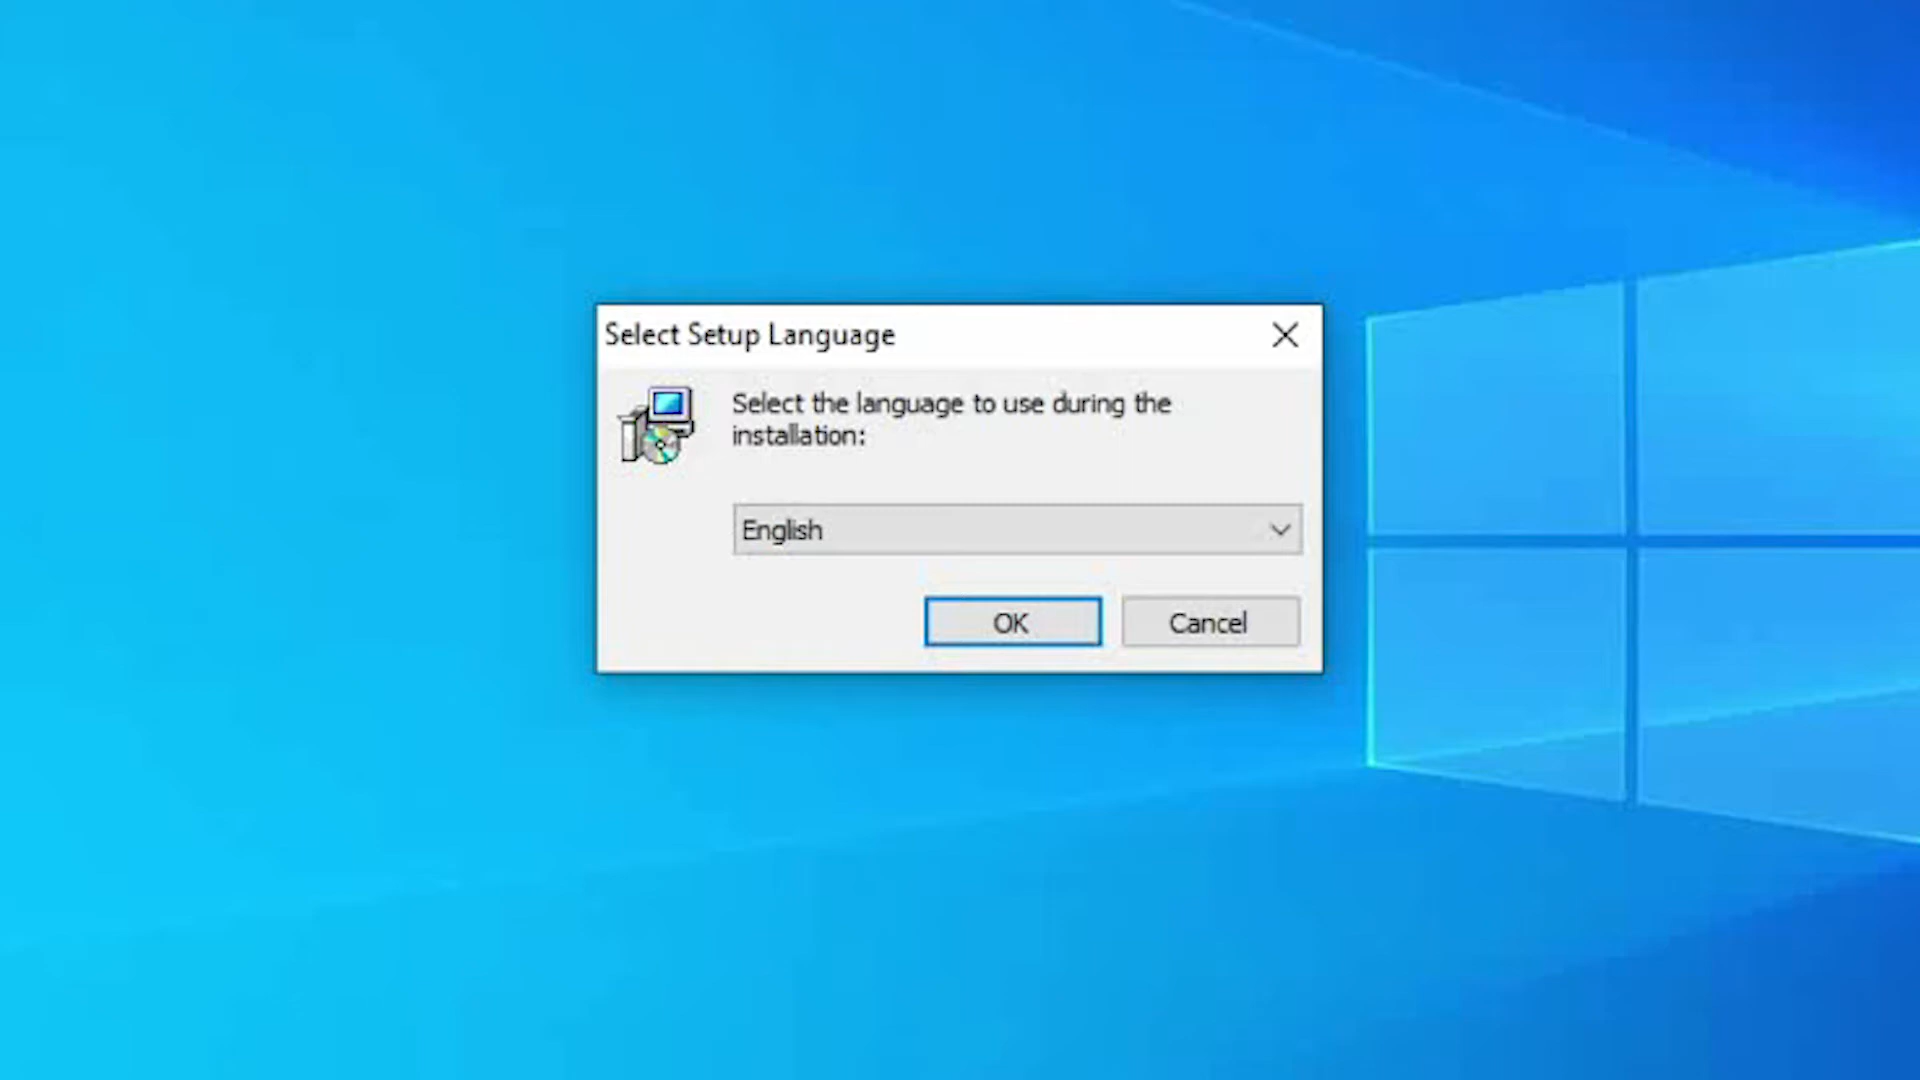 Select Setup Language
Select the language to use during the
installation:
English
OK
Cancel